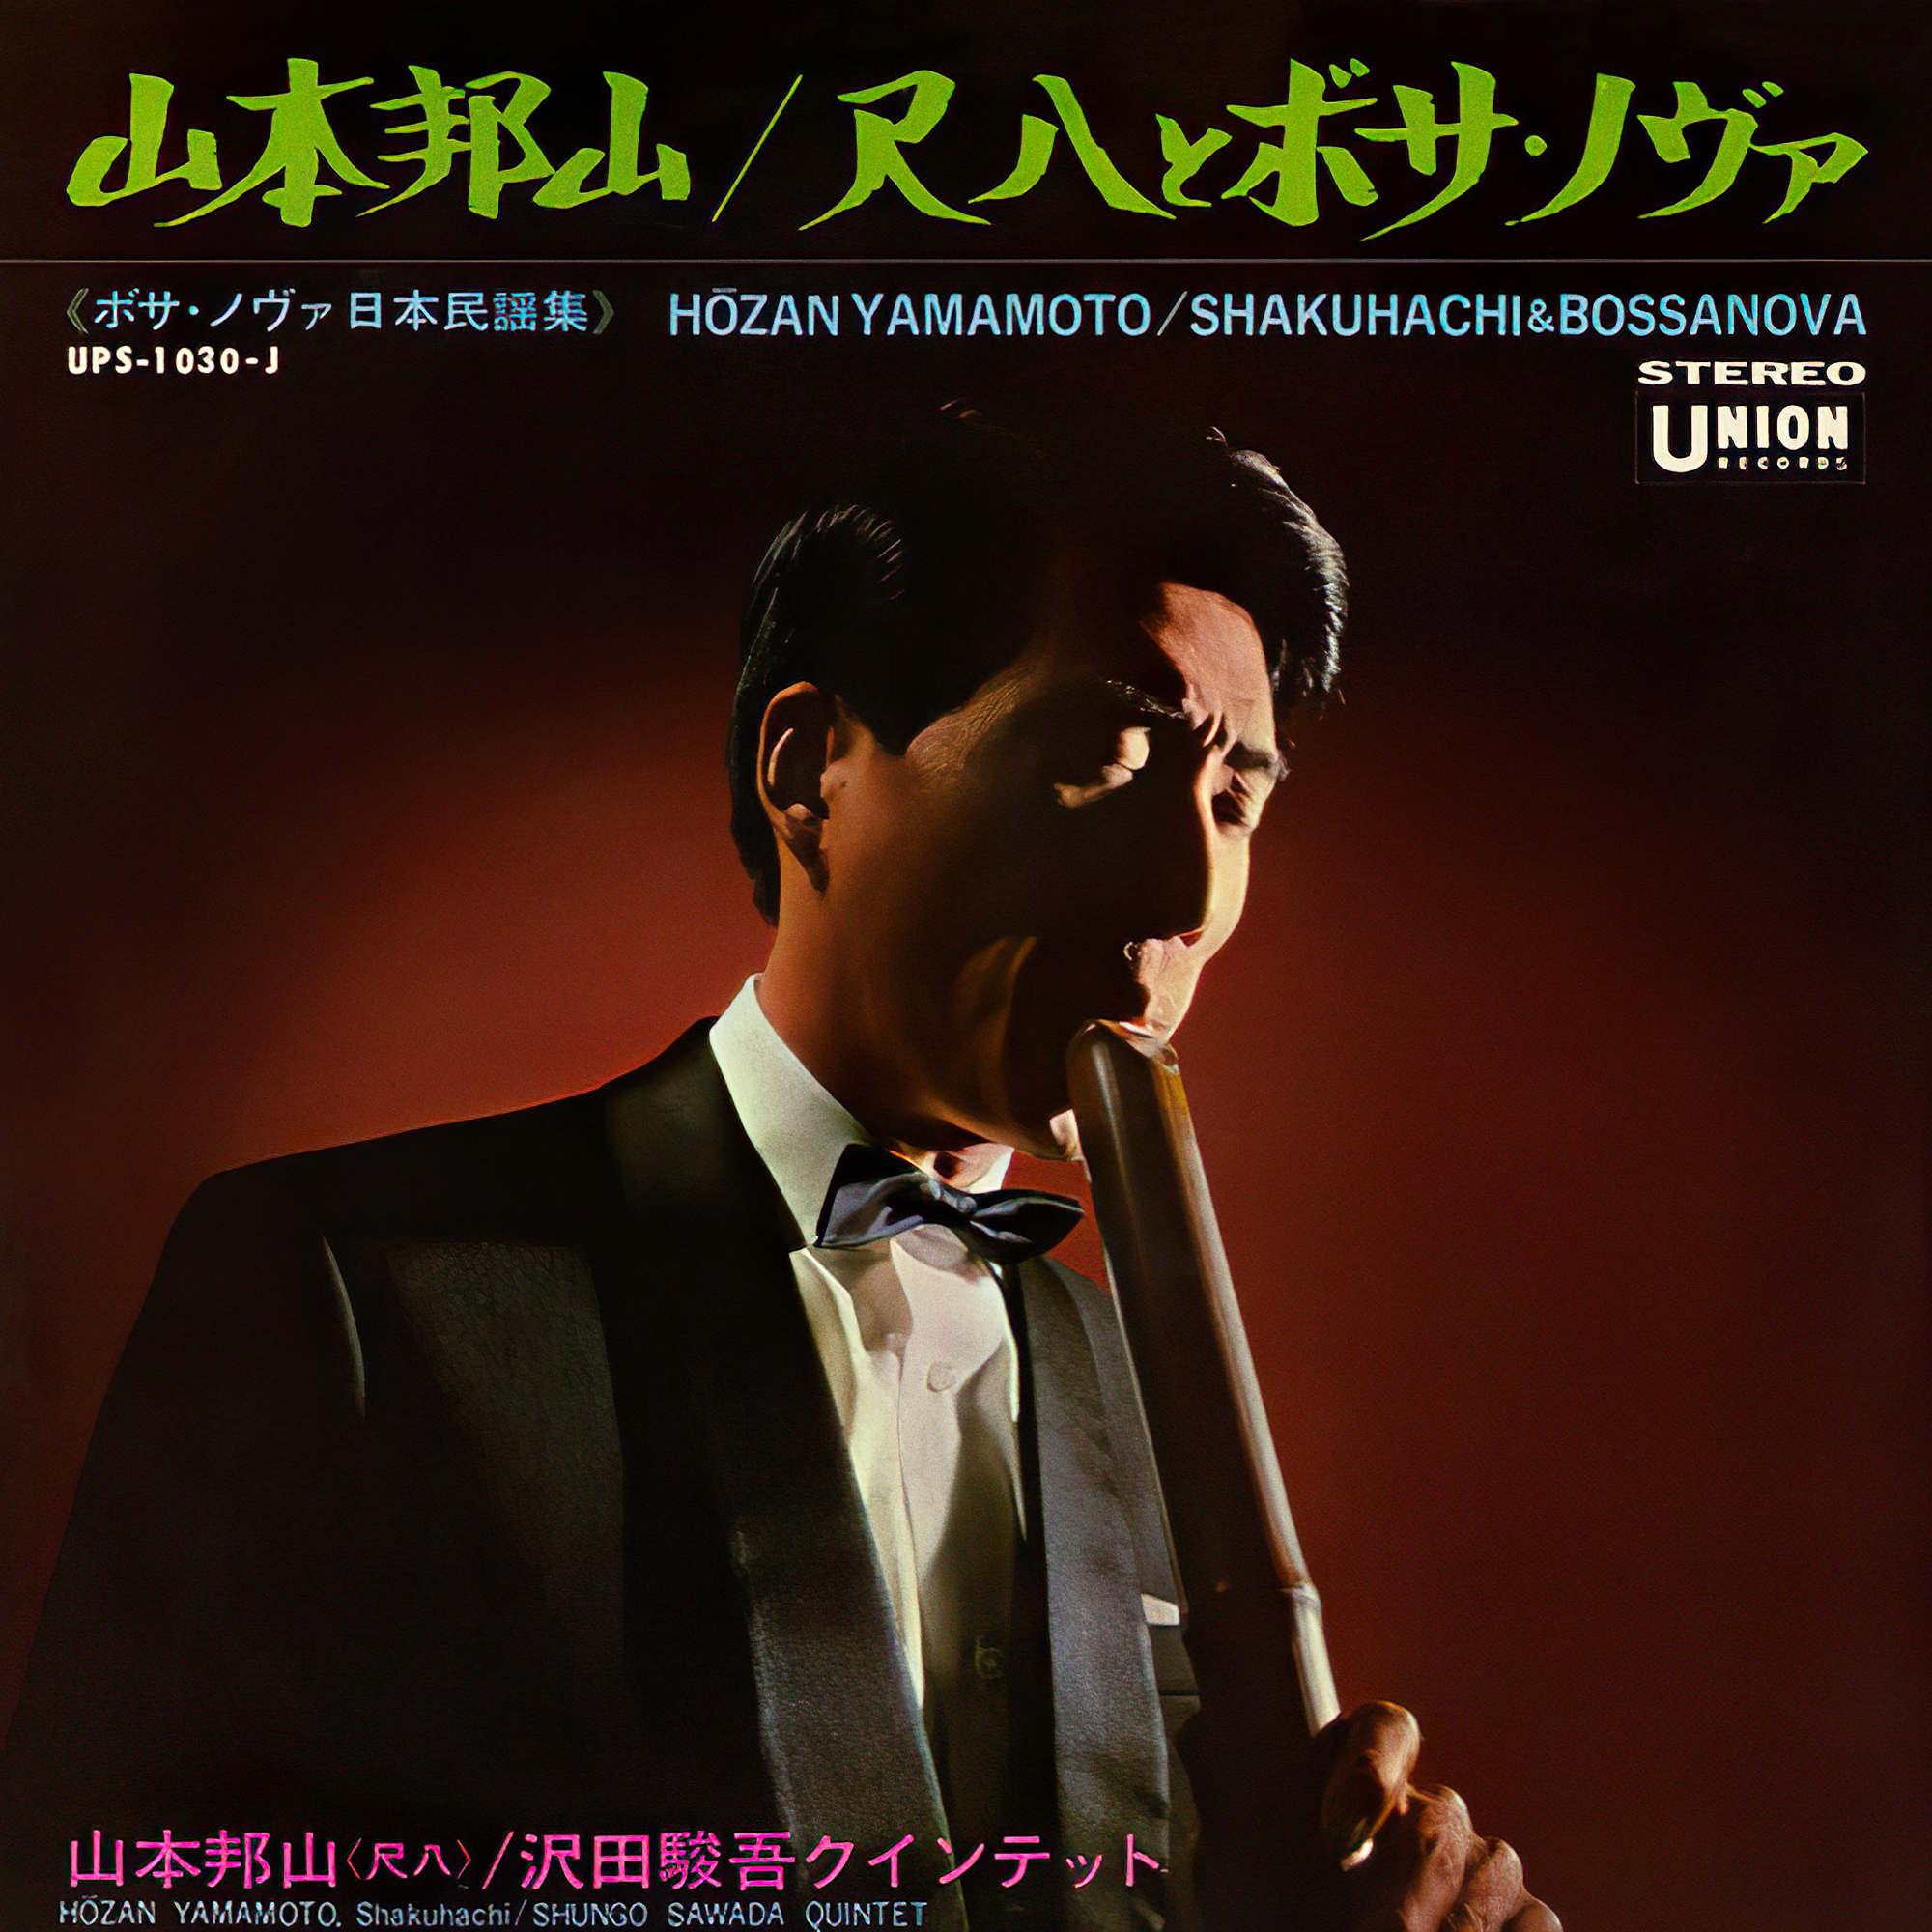 山本邦山/尺八とボサ・ノヴァ
《ボサ・ノヴァ日本民謡集》 HŌZAN YAMAMOTO/SHAKUHACHI&BOSSANOVA
UPS-1030-J
STEREO
UNION
RECORDS
山本邦山〈尺八〉/沢田駿吾クインテット
HŌZAN YAMAMOTO, Shakuhachi/SHUNGO SAWADA QUINTET